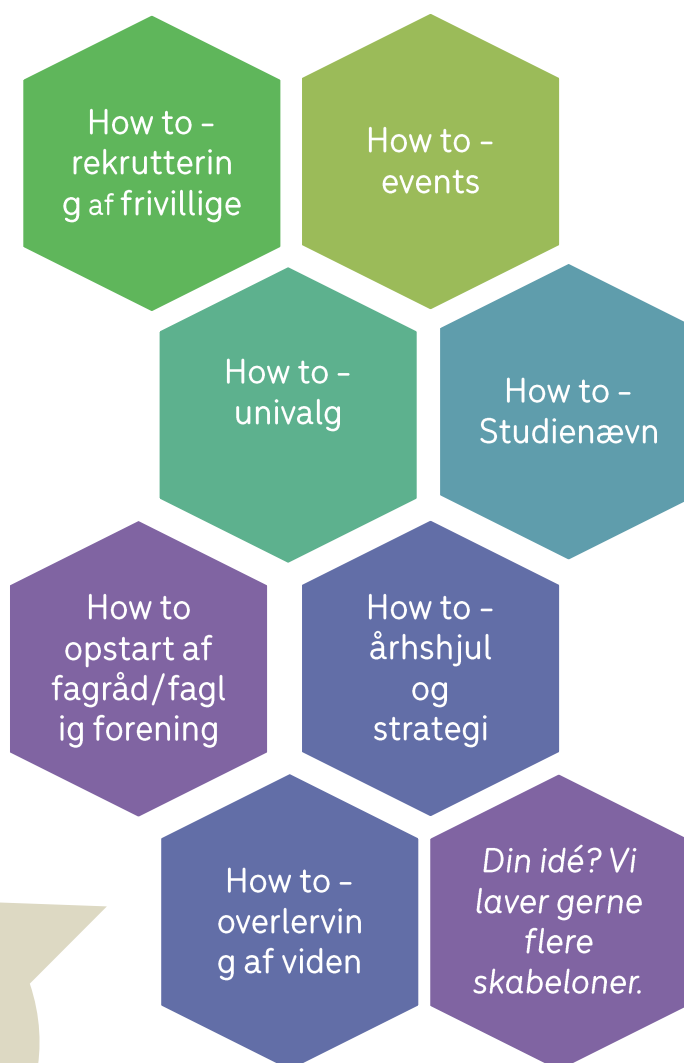 How to –
rekrutterin
g af frivillige
How to –
events
How to –
univalg
How to –
Studienævn
How to
opstart af
fagråd/fagl
ig forening
How to –
århshjul
og
strategi
How to –
overlervin
g af viden
Din idé? Vi
laver gerne
flere
skabeloner.